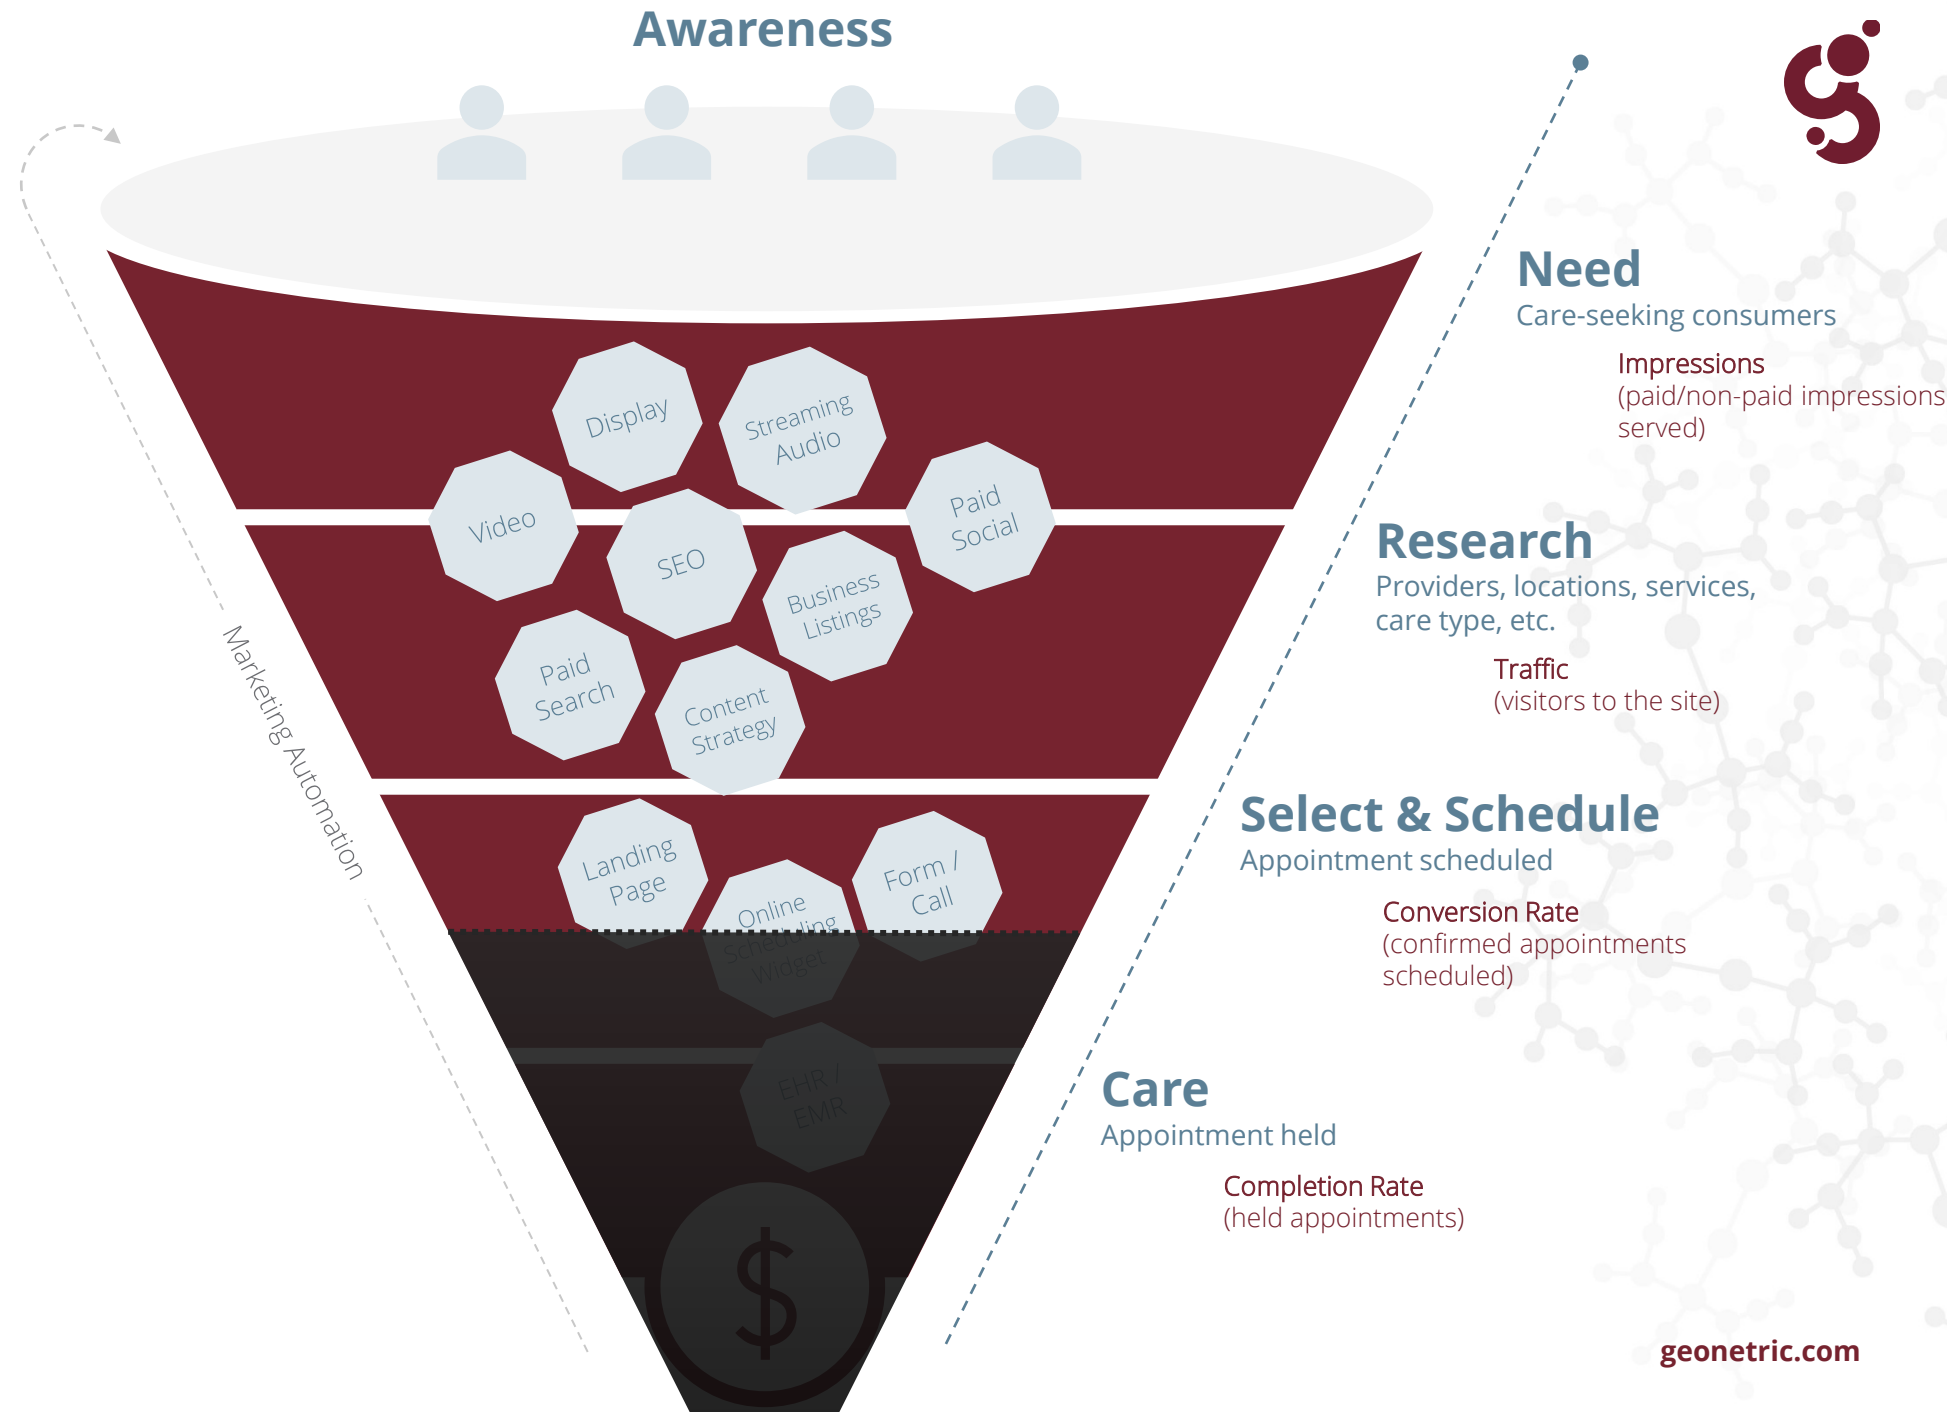 Awareness
Need
Care-seeking consumers
Impressions
(paid/non-paid impressions
served)
Display
Streaming
Audio
Video
SEO
Paid
Social
Business
Listings
Paid
Search
Content
Strategy
Research
Providers, locations, services,
care type, etc.
Traffic
(visitors to the site)
Marketing Automation
Landing
Page
Online
Scheduling
Widget
Form /
Call
Select & Schedule
Appointment scheduled
Conversion Rate
(confirmed appointments
scheduled)
EHR /
EMR
$
Care
Appointment held
Completion Rate
(held appointments)
geonetric.com